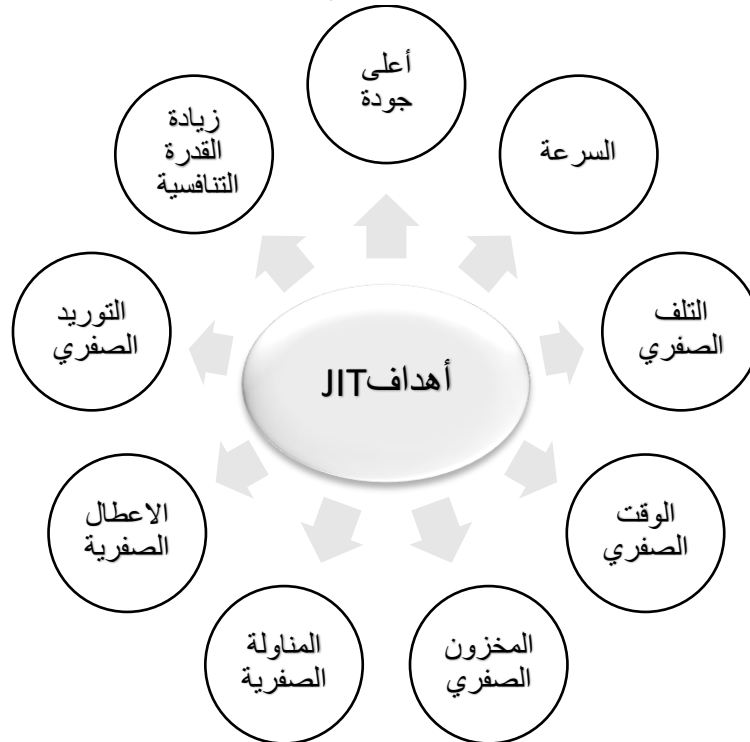 أعلى
جودة
السرعة
التلف
الصفري
الوقت
الصفري
المخزون
الصفري
المناولة
الصفرية
الاعطال
الصفرية
التوريد
الصفري
زيادة
القدرة
التنافسية
أهدافJIT